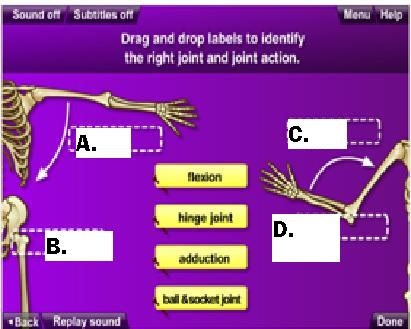 Sound off Subtitles off Menu Help
Drag and drop labels to identify
the right joint and joint action.
A.
C.
flexion
hinge joint
D.
B.
adduction
ball &socket joint
Back Replay sound Done